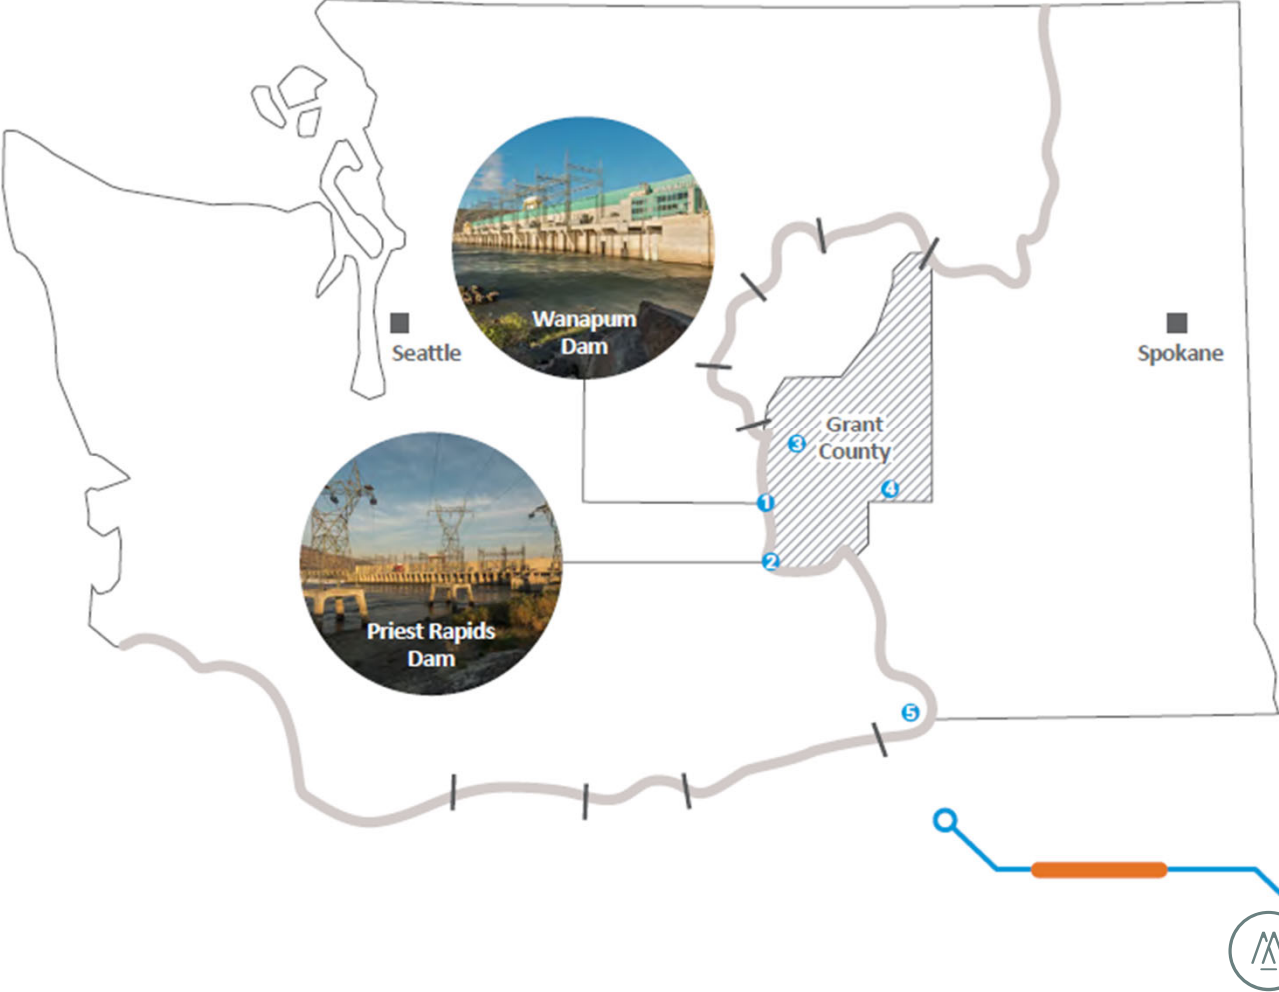 Wanapum
Dam
Seattle
Spokane
Grant
County
3
4
1
2
Priest Rapids
Dam
5